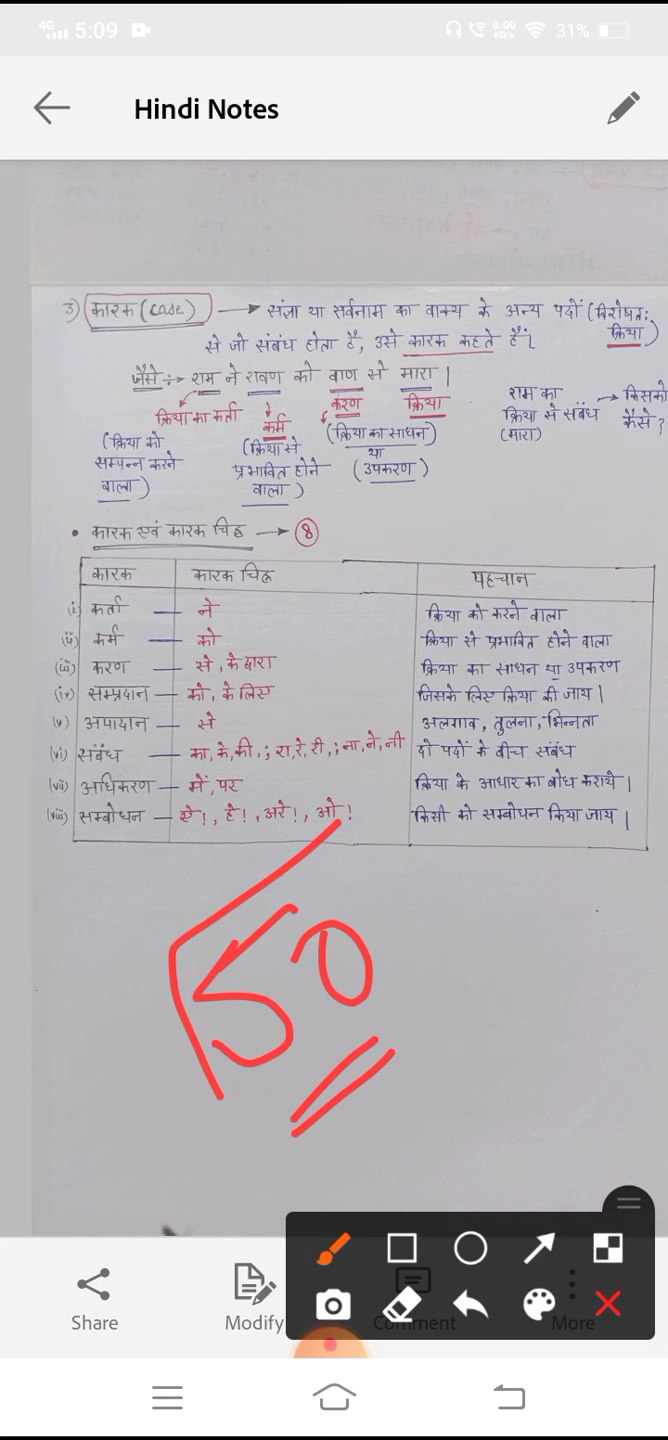 4G 5:09 0.00 KB/s 31%
Hindi Notes
3) कारक (case) → संज्ञा या सर्वनाम का वाक्य के अन्य पदों (विशेषत:
क्रिया)
से जो संबंध होता है, उसे कारक कहते हैं।
जैसे :→ राम ने रावण को बाण से मारा |
क्रिया का कर्ता कर्म करण क्रिया
(क्रिया को सम्पन्न करने वाला)
(क्रिया से प्रभावित होने वाला)
(क्रिया का साधन) या (उपकरण)
राम का क्रिया से संबंध (मारा) → किसको कैसे ?
• कारक एवं कारक चिह्न → 8
कारक कारक चिह्न पहचान
(i) कर्ता — ने क्रिया को करने वाला
(ii) कर्म — को क्रिया से प्रभावित होने वाला
(iii) करण — से, के द्वारा क्रिया का साधन या उपकरण
(iv) सम्प्रदान — को, के लिए जिसके लिए क्रिया की जाय |
(v) अपादान — से अलगाव, तुलना, भिन्नता
(vi) संबंध — का, के, की, ; रा, रे, री, ; ना, ने, नी दो पदों के बीच संबंध
(vii) अधिकरण — में, पर क्रिया के आधार का बोध कराये |
(viii) सम्बोधन — ऐ!, हे!, अरे!, ओ! किसी को सम्बोधन किया जाय |
50
Share Modify Comment More